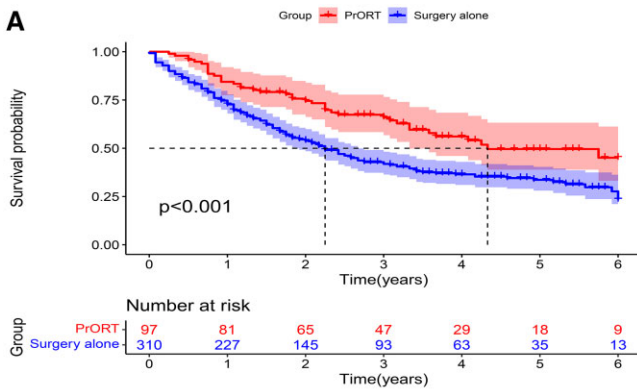 A
Group PrORT Surgery alone
Survival probability
1.00
0.75
0.50
0.25
0.00
p<0.001
0 1 2 3 4 5 6
Time(years)
Number at risk
Group
PrORT 97 81 65 47 29 18 9
Surgery alone 310 227 145 93 63 35 13
0 1 2 3 4 5 6
Time(years)